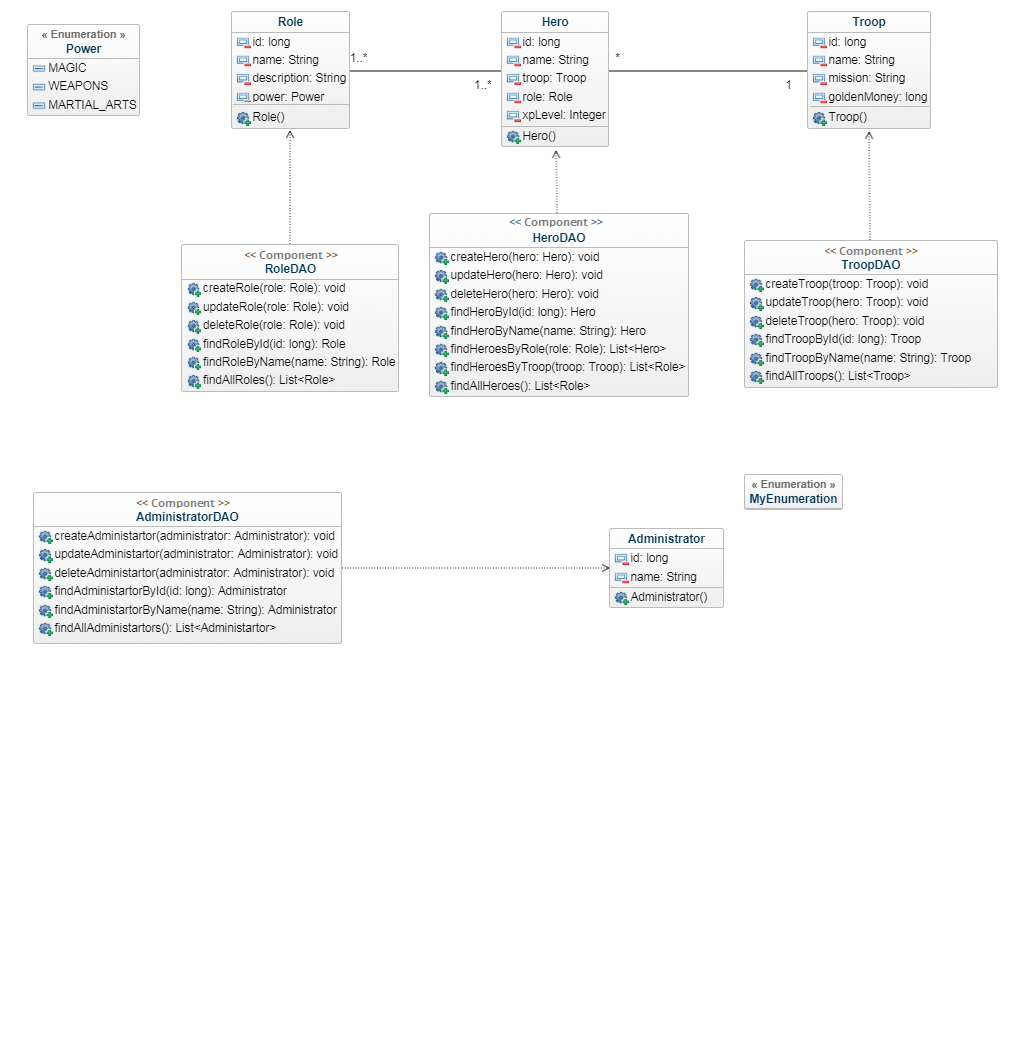 « Enumeration »
Power
MAGIC
WEAPONS
MARTIAL_ARTS
Role
id: long
name: String
description: String
power: Power
Role()
1..*
1..*
Hero
id: long
name: String
troop: Troop
role: Role
xpLevel: Integer
Hero()
*
1
Troop
id: long
name: String
mission: String
goldenMoney: long
Troop()
<< Component >>
RoleDAO
createRole(role: Role): void
updateRole(role: Role): void
deleteRole(role: Role): void
findRoleById(id: long): Role
findRoleByName(name: String): Role
findAllRoles(): List<Role>
<< Component >>
HeroDAO
createHero(hero: Hero): void
updateHero(hero: Hero): void
deleteHero(hero: Hero): void
findHeroById(id: long): Hero
findHeroByName(name: String): Hero
findHeroesByRole(role: Role): List<Hero>
findHeroesByTroop(troop: Troop): List<Role>
findAllHeroes(): List<Role>
<< Component >>
TroopDAO
createTroop(troop: Troop): void
updateTroop(hero: Troop): void
deleteTroop(hero: Troop): void
findTroopById(id: long): Troop
findTroopByName(name: String): Troop
findAllTroops(): List<Troop>
<< Component >>
AdministratorDAO
createAdministartor(administrator: Administrator): void
updateAdministartor(administrator: Administrator): void
deleteAdministartor(administrator: Administrator): void
findAdministartorById(id: long): Administrator
findAdministartorByName(name: String): Administrator
findAllAdministartors(): List<Administartor>
Administrator
id: long
name: String
Administrator()
« Enumeration »
MyEnumeration